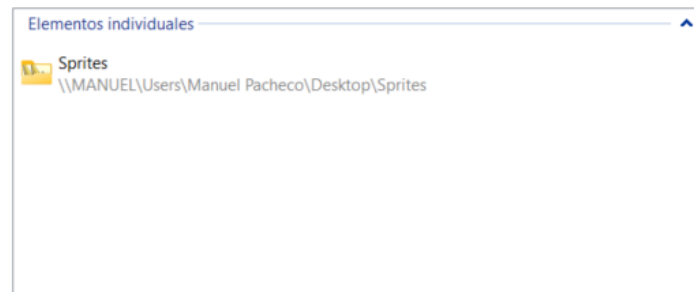 Elementos individuales
Sprites
\\MANUEL\Users\Manuel Pacheco\Desktop\Sprites